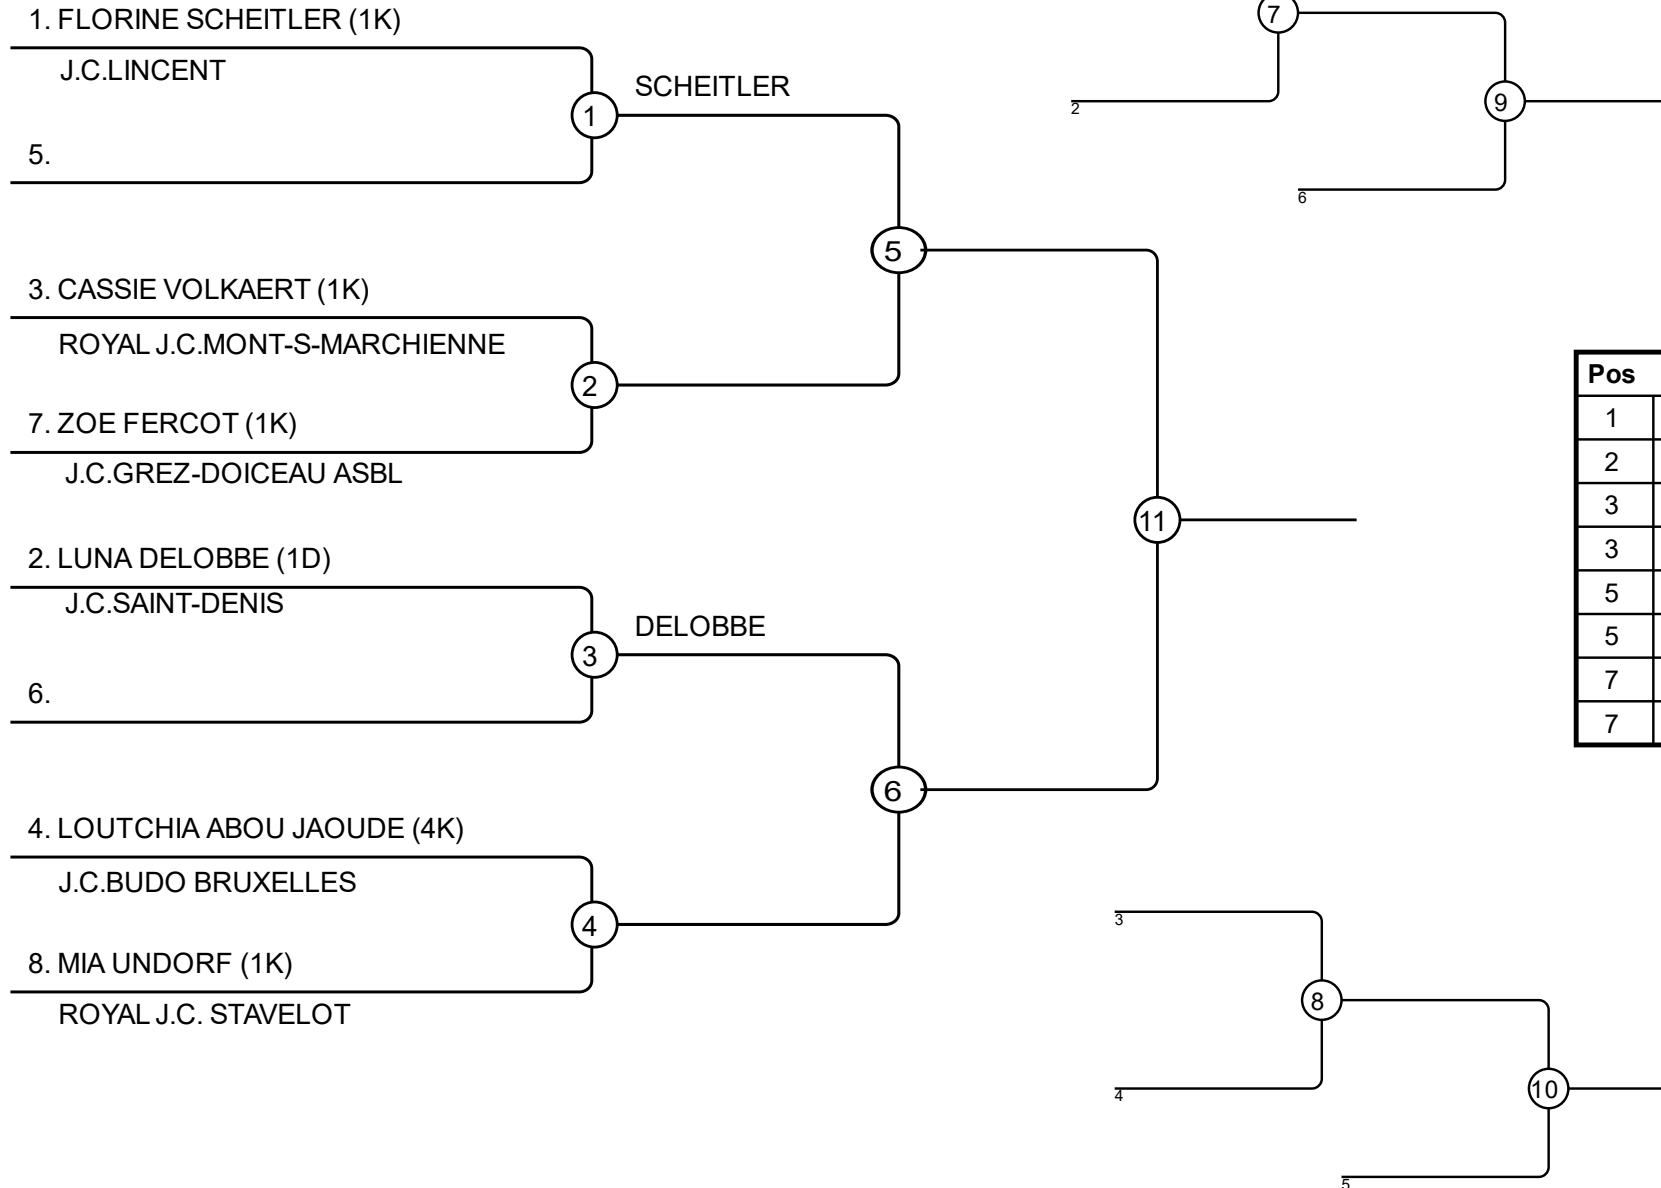 1. FLORINE SCHEITLER (1K)
J.C.LINCENT
1
SCHEITLER
5.
5
3. CASSIE VOLKAERT (1K)
ROYAL J.C.MONT-S-MARCHIENNE
2
7. ZOE FERCOT (1K)
J.C.GREZ-DOICEAU ASBL
11
2. LUNA DELOBBE (1D)
J.C.SAINT-DENIS
3
DELOBBE
6.
6
4. LOUTCHIA ABOU JAOUDE (4K)
J.C.BUDO BRUXELLES
4
8. MIA UNDORF (1K)
ROYAL J.C. STAVELOT
7
2
9
6
Pos
1
2
3
3
5
5
7
7
3
8
4
10
5